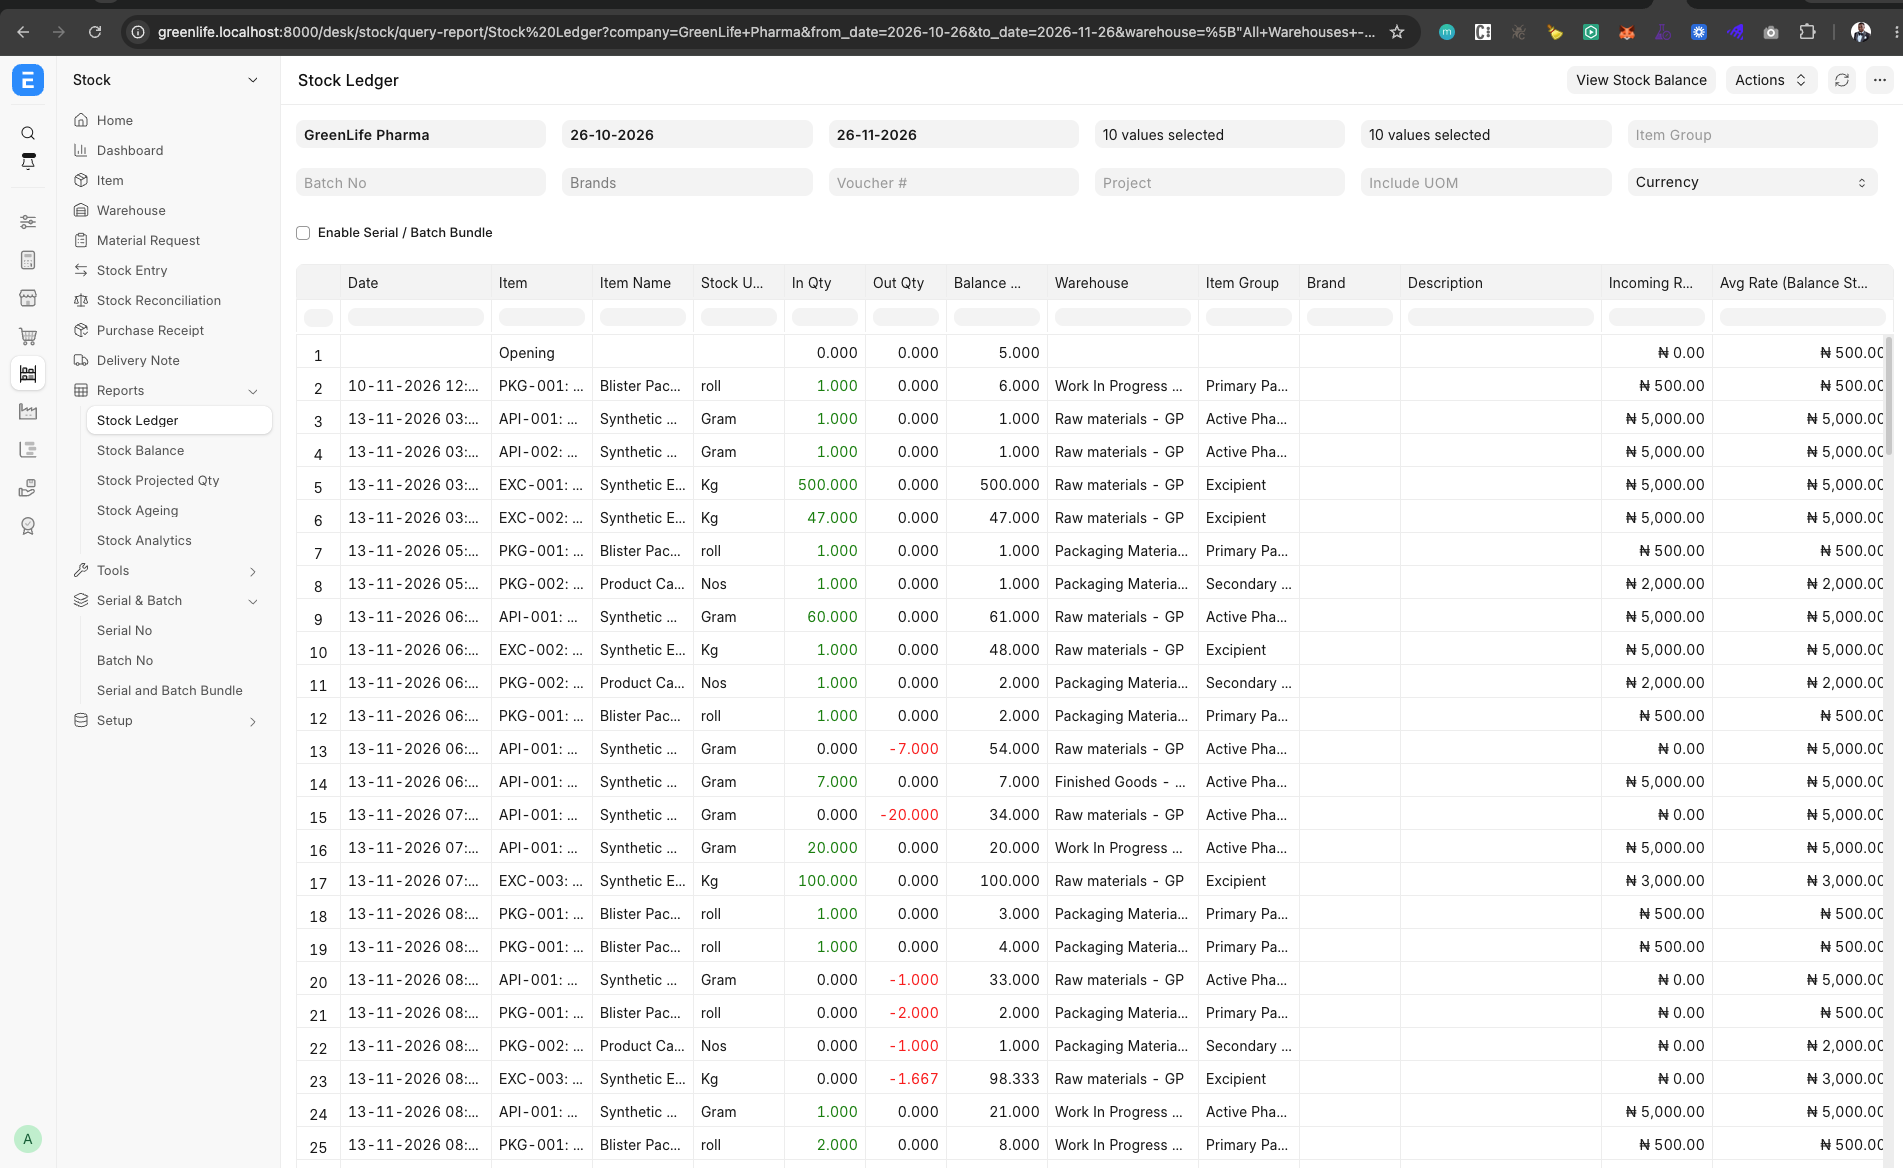 greenlife.localhost:8000/desk/stock/query-report/Stock%20Ledger?company=GreenLife+Pharma&from_date=2026-10-26&to_date=2026-11-26&warehouse=%5B"All+Warehouses+-...
Stock
Home
Dashboard
Item
Warehouse
Material Request
Stock Entry
Stock Reconciliation
Purchase Receipt
Delivery Note
Reports
Stock Ledger
Stock Balance
Stock Projected Qty
Stock Ageing
Stock Analytics
Tools
Serial & Batch
Serial No
Batch No
Serial and Batch Bundle
Setup
A
Stock Ledger
View Stock Balance
Actions
GreenLife Pharma 26-10-2026 26-11-2026 10 values selected 10 values selected Item Group
Batch No Brands Voucher # Project Include UOM Currency
Enable Serial / Batch Bundle
Date Item Item Name Stock U... In Qty Out Qty Balance ... Warehouse Item Group Brand Description Incoming R... Avg Rate (Balance St...
1 Opening 0.000 0.000 5.000 ₦ 0.00 ₦ 500.00
2 10-11-2026 12:... PKG-001: ... Blister Pac... roll 1.000 0.000 6.000 Work In Progress ... Primary Pa... ₦ 500.00 ₦ 500.00
3 13-11-2026 03:... API-001: ... Synthetic ... Gram 1.000 0.000 1.000 Raw materials - GP Active Pha... ₦ 5,000.00 ₦ 5,000.00
4 13-11-2026 03:... API-002: ... Synthetic ... Gram 1.000 0.000 1.000 Raw materials - GP Active Pha... ₦ 5,000.00 ₦ 5,000.00
5 13-11-2026 03:... EXC-001: ... Synthetic E... Kg 500.000 0.000 500.000 Raw materials - GP Excipient ₦ 5,000.00 ₦ 5,000.00
6 13-11-2026 03:... EXC-002: ... Synthetic E... Kg 47.000 0.000 47.000 Raw materials - GP Excipient ₦ 5,000.00 ₦ 5,000.00
7 13-11-2026 05:... PKG-001: ... Blister Pac... roll 1.000 0.000 1.000 Packaging Materia... Primary Pa... ₦ 500.00 ₦ 500.00
8 13-11-2026 05:... PKG-002: ... Product Ca... Nos 1.000 0.000 1.000 Packaging Materia... Secondary ... ₦ 2,000.00 ₦ 2,000.00
9 13-11-2026 06:... API-001: ... Synthetic ... Gram 60.000 0.000 61.000 Raw materials - GP Active Pha... ₦ 5,000.00 ₦ 5,000.00
10 13-11-2026 06:... EXC-002: ... Synthetic E... Kg 1.000 0.000 48.000 Raw materials - GP Excipient ₦ 5,000.00 ₦ 5,000.00
11 13-11-2026 06:... PKG-002: ... Product Ca... Nos 1.000 0.000 2.000 Packaging Materia... Secondary ... ₦ 2,000.00 ₦ 2,000.00
12 13-11-2026 06:... PKG-001: ... Blister Pac... roll 1.000 0.000 2.000 Packaging Materia... Primary Pa... ₦ 500.00 ₦ 500.00
13 13-11-2026 06:... API-001: ... Synthetic ... Gram 0.000 -7.000 54.000 Raw materials - GP Active Pha... ₦ 0.00 ₦ 5,000.00
14 13-11-2026 06:... API-001: ... Synthetic ... Gram 7.000 0.000 7.000 Finished Goods - ... Active Pha... ₦ 5,000.00 ₦ 5,000.00
15 13-11-2026 07:... API-001: ... Synthetic ... Gram 0.000 -20.000 34.000 Raw materials - GP Active Pha... ₦ 0.00 ₦ 5,000.00
16 13-11-2026 07:... API-001: ... Synthetic ... Gram 20.000 0.000 20.000 Work In Progress ... Active Pha... ₦ 5,000.00 ₦ 5,000.00
17 13-11-2026 07:... EXC-003: ... Synthetic E... Kg 100.000 0.000 100.000 Raw materials - GP Excipient ₦ 3,000.00 ₦ 3,000.00
18 13-11-2026 08:... PKG-001: ... Blister Pac... roll 1.000 0.000 3.000 Packaging Materia... Primary Pa... ₦ 500.00 ₦ 500.00
19 13-11-2026 08:... PKG-001: ... Blister Pac... roll 1.000 0.000 4.000 Packaging Materia... Primary Pa... ₦ 500.00 ₦ 500.00
20 13-11-2026 08:... API-001: ... Synthetic ... Gram 0.000 -1.000 33.000 Raw materials - GP Active Pha... ₦ 0.00 ₦ 5,000.00
21 13-11-2026 08:... PKG-001: ... Blister Pac... roll 0.000 -2.000 2.000 Packaging Materia... Primary Pa... ₦ 0.00 ₦ 500.00
22 13-11-2026 08:... PKG-002: ... Product Ca... Nos 0.000 -1.000 1.000 Packaging Materia... Secondary ... ₦ 0.00 ₦ 2,000.00
23 13-11-2026 08:... EXC-003: ... Synthetic E... Kg 0.000 -1.667 98.333 Raw materials - GP Excipient ₦ 0.00 ₦ 3,000.00
24 13-11-2026 08:... API-001: ... Synthetic ... Gram 1.000 0.000 21.000 Work In Progress ... Active Pha... ₦ 5,000.00 ₦ 5,000.00
25 13-11-2026 08:... PKG-001: ... Blister Pac... roll 2.000 0.000 8.000 Work In Progress ... Primary Pa... ₦ 500.00 ₦ 500.00